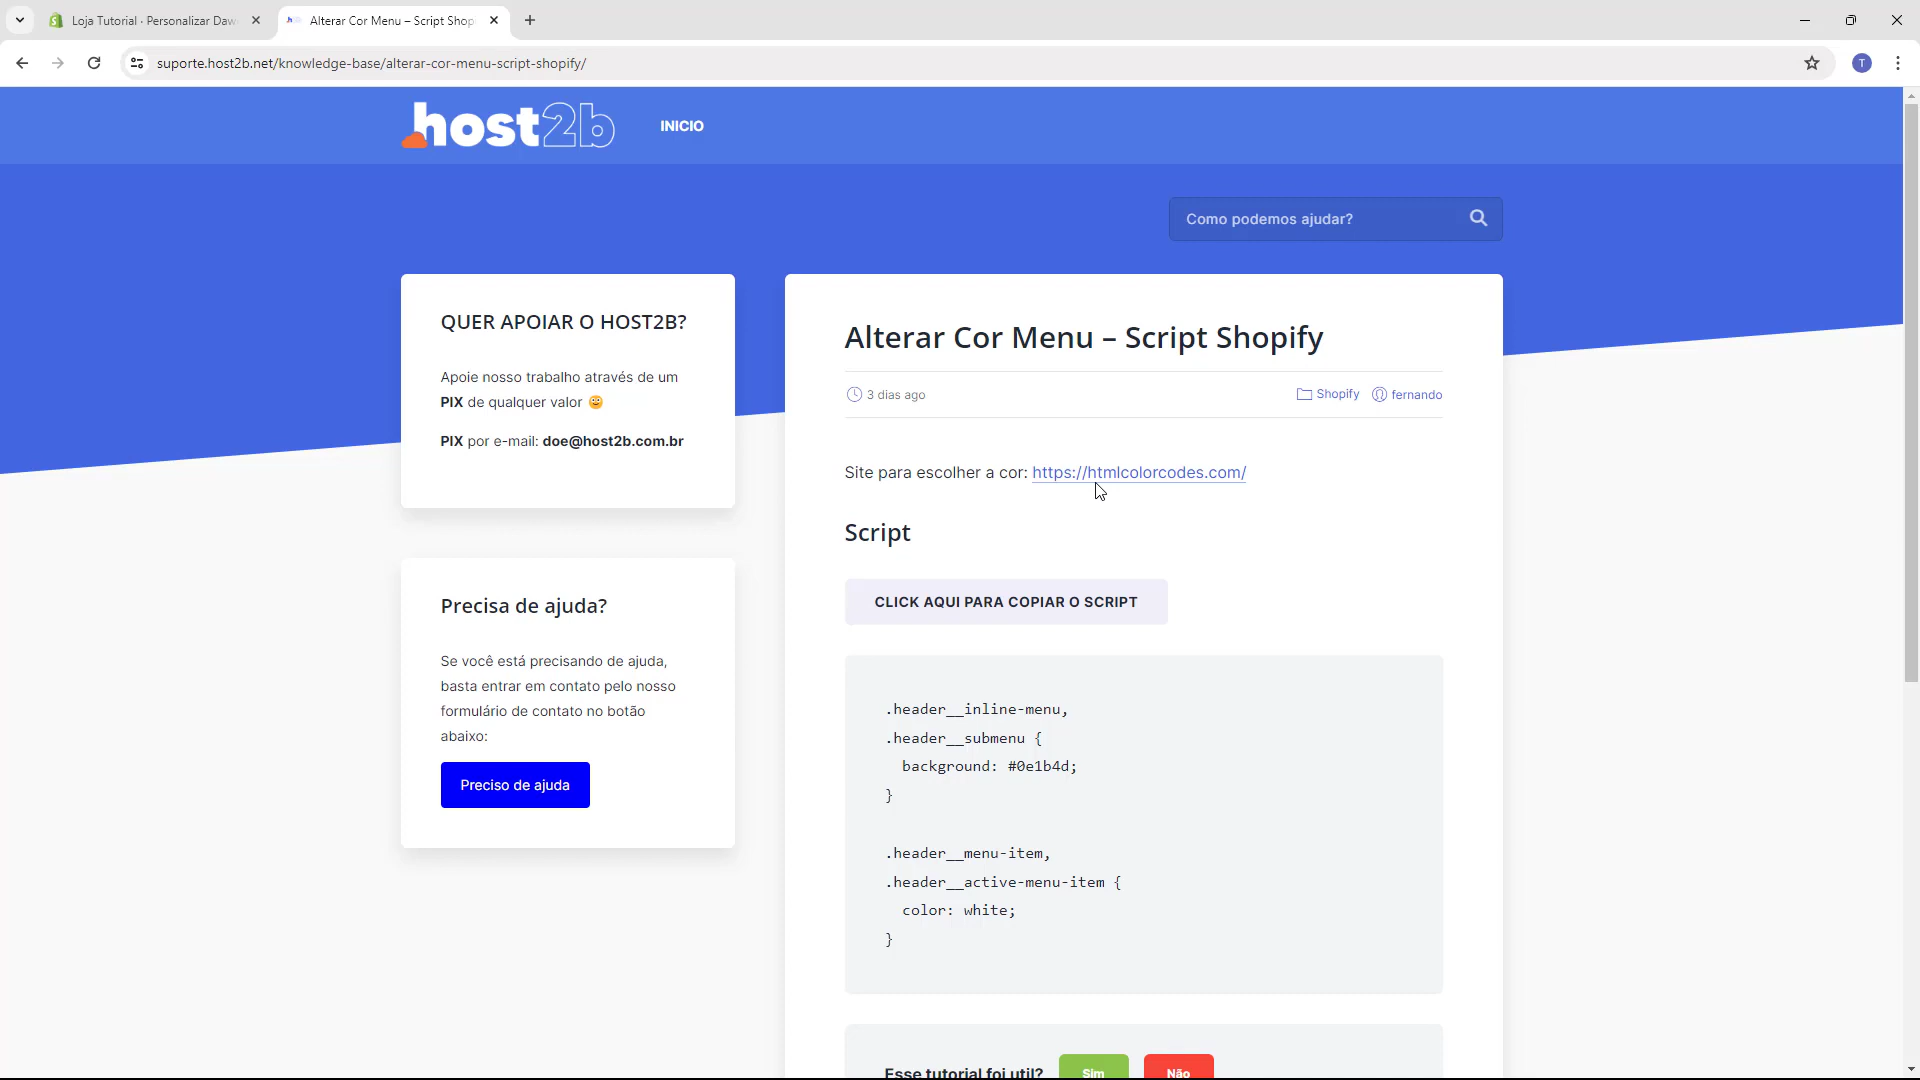 Loja Tutorial · Personalizar Daw
Alterar Cor Menu – Script Shop
suporte.host2b.net/knowledge-base/alterar-cor-menu-script-shopify/
T
host2b
INICIO
Como podemos ajudar?
QUER APOIAR O HOST2B?
Apoie nosso trabalho através de um
PIX de qualquer valor
PIX por e-mail: doe@host2b.com.br
Precisa de ajuda?
Se você está precisando de ajuda,
basta entrar em contato pelo nosso
formulário de contato no botão
abaixo:
Preciso de ajuda
Alterar Cor Menu – Script Shopify
3 dias ago
Shopify
fernando
Site para escolher a cor: https://htmlcolorcodes.com/
Script
CLICK AQUI PARA COPIAR O SCRIPT
.header__inline-menu,
.header__submenu {
background: #0e1b4d;
}
.header__menu-item,
.header__active-menu-item {
color: white;
}
Esse tutorial foi util?
Sim
Não